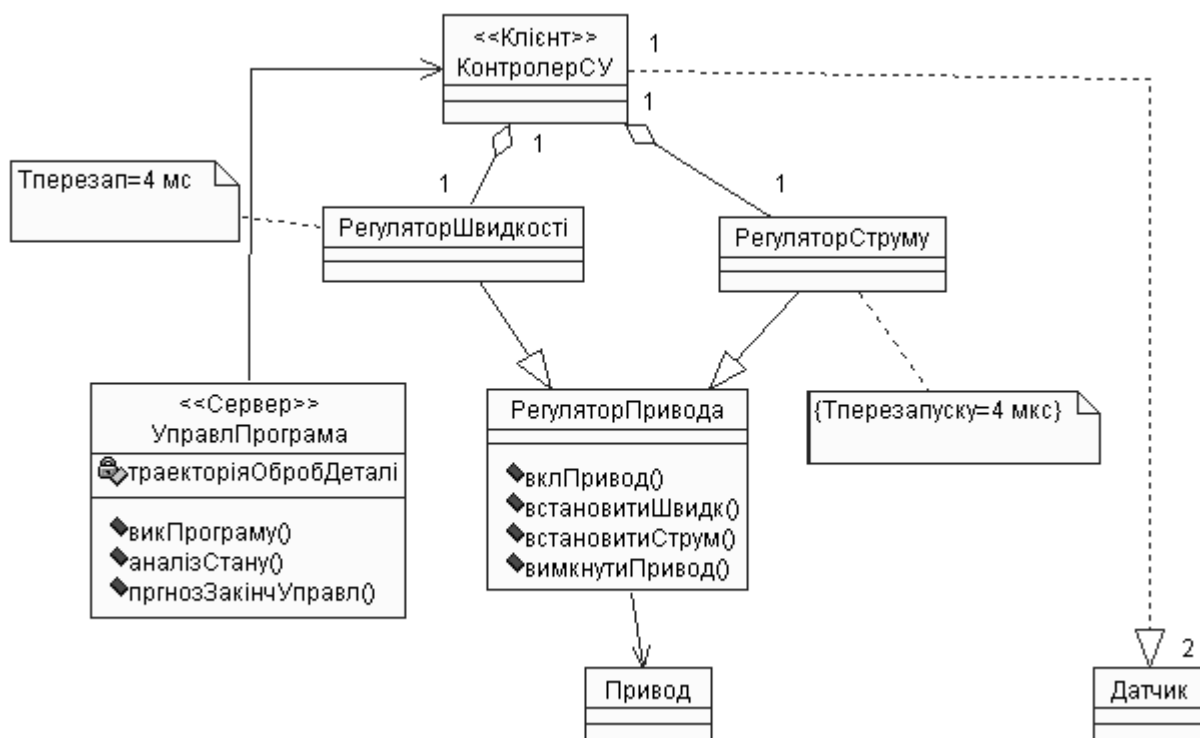 <<Клієнт>>
КонтролерСУ
1
1
1
1
1
Тперезап=4 мс
РегуляторШвидкості
РегуляторСтруму
<<Сервер>>
УправлПрограма
траекторіяОбробДеталі
викПрограму()
аналізСтану()
пргнозЗакінчУправл()
РегуляторПривода
вклПривод()
встановитиШвидк()
встановитиСтрум()
вимкнутиПривод()
{Тперезапуску=4 мкс}
2
Привод
Датчик